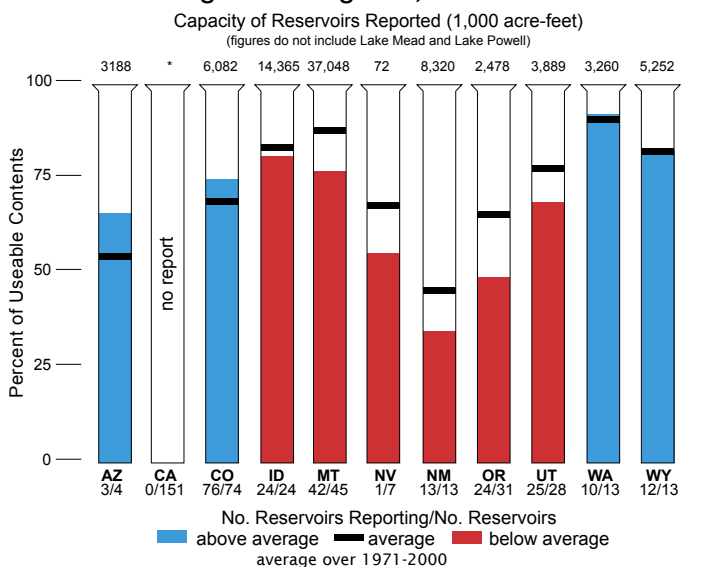 Capacity of Reservoirs Reported (1,000 acre-feet)
(figures do not include Lake Mead and Lake Powell)
3188 * 6,082 14,365 37,048 72 8,320 2,478 3,889 3,260 5,252
100
75
50
25
0
Percent of Useable Contents
no report
AZ CA CO ID MT NV NM OR UT WA WY
3/4 0/151 76/74 24/24 42/45 1/7 13/13 24/31 25/28 10/13 12/13
No. Reservoirs Reporting/No. Reservoirs
above average average below average
average over 1971-2000